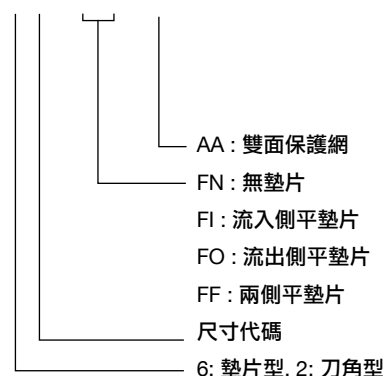 AA : 雙面保護網
FN : 無墊片
FI : 流入側平墊片
FO : 流出側平墊片
FF : 兩側平墊片
尺寸代碼
6: 墊片型, 2: 刀角型